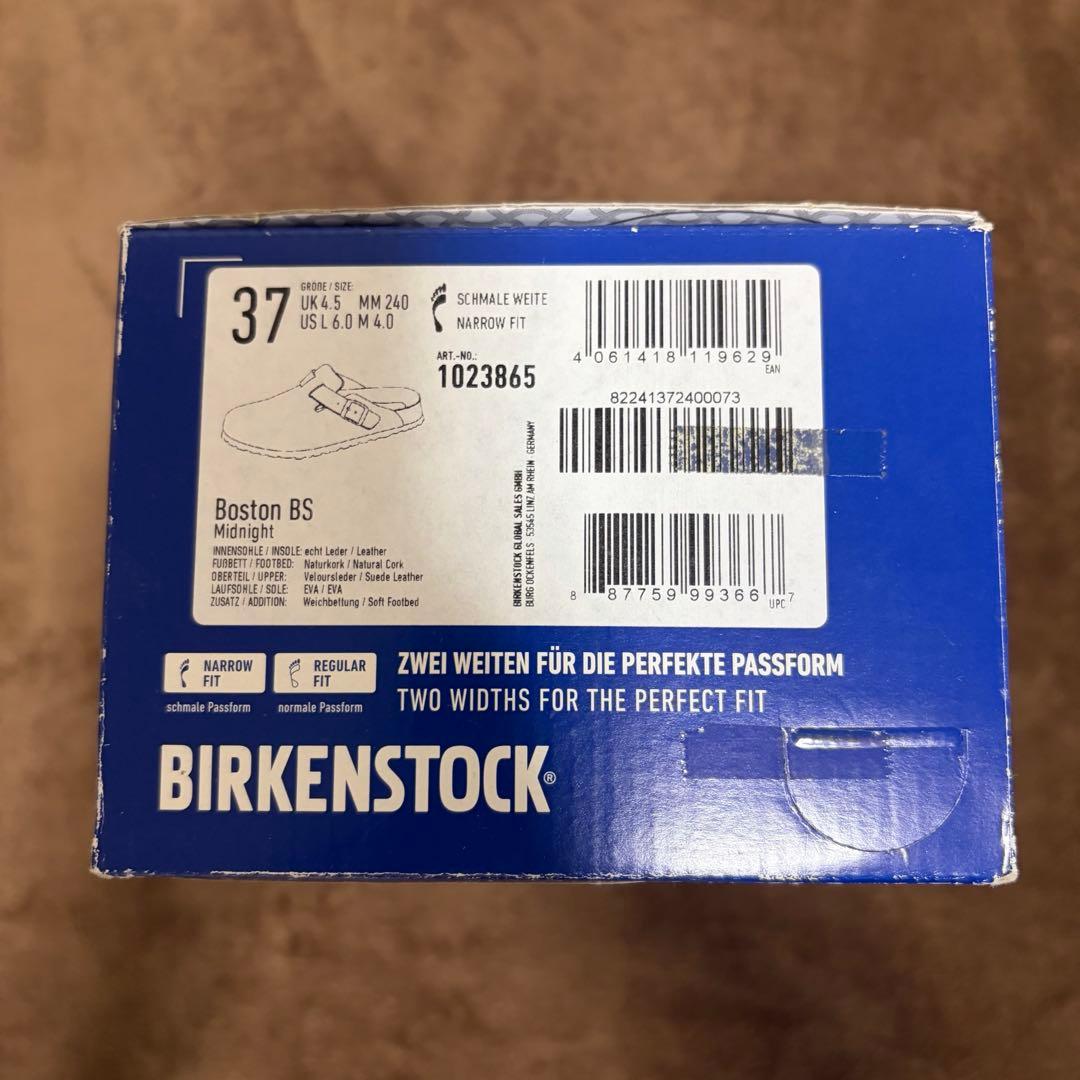 37
GRÖßE / SIZE:
UK 4.5 MM 240
US L 6.0 M 4.0
SCHMALE WEITE
NARROW FIT
ART.-NO.:
1023865
4 061418 119629
EAN
82241372400073
8 87759 99366 7
UPC
Boston BS
Midnight
INNENSOHLE / INSOLE: echt Leder / Leather
FUßBETT / FOOTBED: Naturkork / Natural Cork
OBERTEIL / UPPER: Veloursleder / Suede Leather
LAUFSOHLE / SOLE: EVA / EVA
ZUSATZ / ADDITION: Weichbettung / Soft Footbed
BIRKENSTOCK GLOBAL SALES GMBH
BURG OCKENFELS · 53545 LINZ AM RHEIN · GERMANY
NARROW FIT
schmale Passform
REGULAR FIT
normale Passform
ZWEI WEITEN FÜR DIE PERFEKTE PASSFORM
TWO WIDTHS FOR THE PERFECT FIT
BIRKENSTOCK®